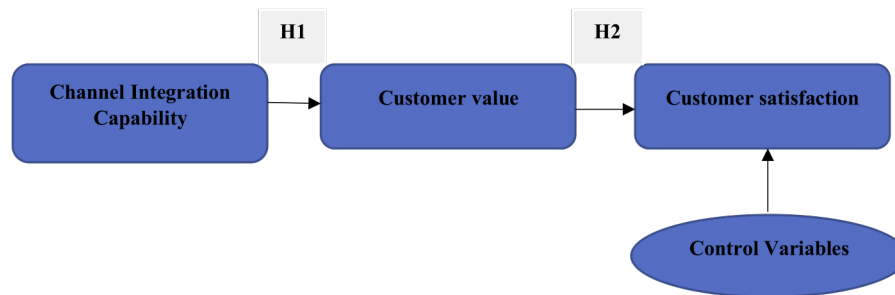 H1
H2
Channel Integration
Capability
Customer value
Customer satisfaction
Control Variables